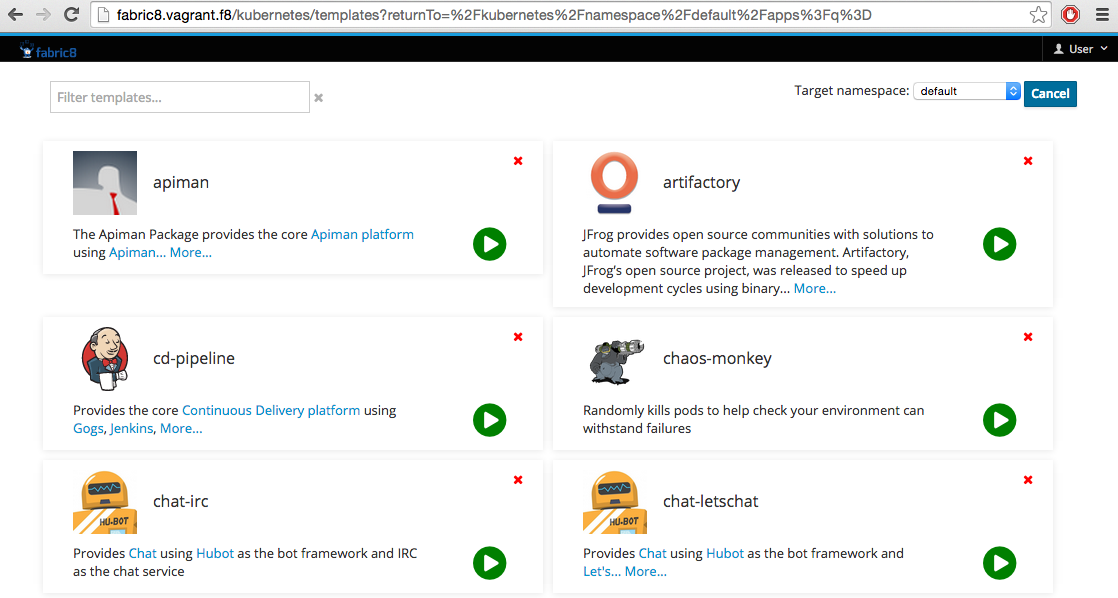 fabric8.vagrant.f8/kubernetes/templates?returnTo=%2Fkubernetes%2Fnamespace%2Fdefault%2Fapps%3Fq%3D
fabric8
User
Filter templates...
Target namespace: default Cancel
apiman
The Apiman Package provides the core Apiman platform
using Apiman... More...
artifactory
JFrog provides open source communities with solutions to
automate software package management. Artifactory,
JFrog's open source project, was released to speed up
development cycles using binary... More...
cd-pipeline
Provides the core Continuous Delivery platform using
Gogs, Jenkins, More...
chaos-monkey
Randomly kills pods to help check your environment can
withstand failures
HU-BOT
chat-irc
Provides Chat using Hubot as the bot framework and IRC
as the chat service
HU-BOT
chat-letschat
Provides Chat using Hubot as the bot framework and
Let's... More...